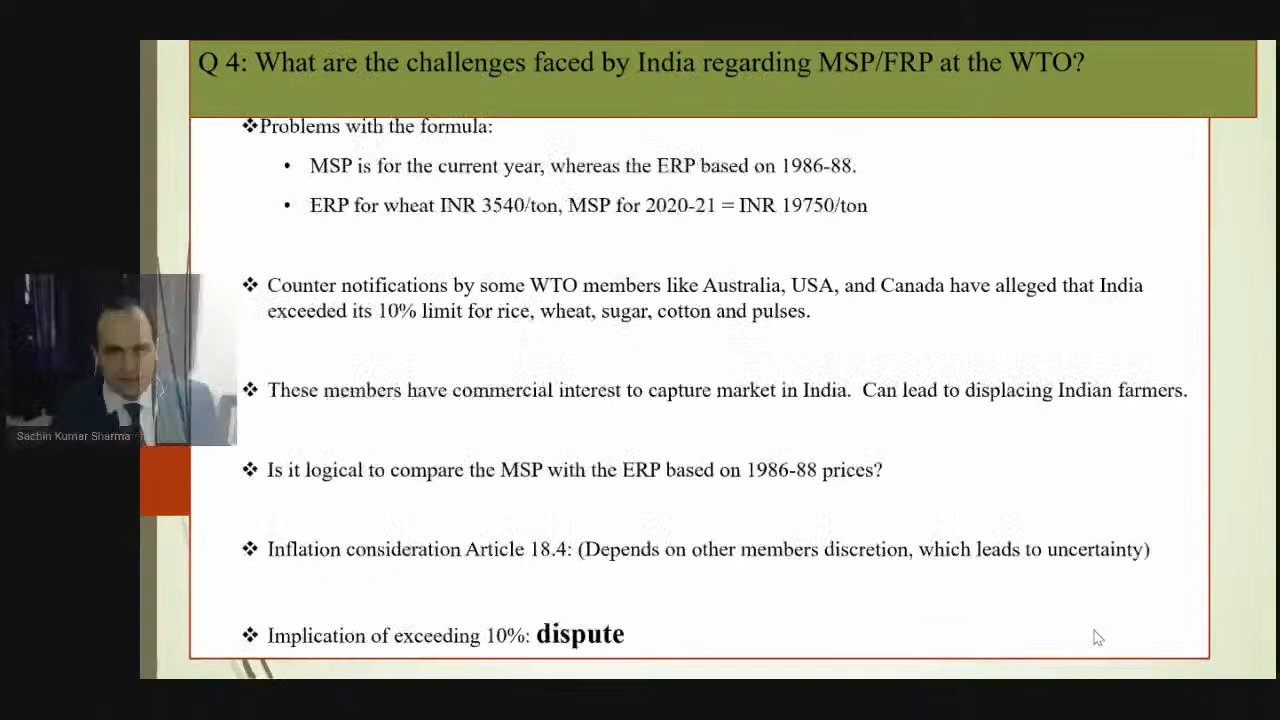 Q 4: What are the challenges faced by India regarding MSP/FRP at the WTO?
❖Problems with the formula:
• MSP is for the current year, whereas the ERP based on 1986-88.
• ERP for wheat INR 3540/ton, MSP for 2020-21 = INR 19750/ton
❖ Counter notifications by some WTO members like Australia, USA, and Canada have alleged that India
exceeded its 10% limit for rice, wheat, sugar, cotton and pulses.
❖ These members have commercial interest to capture market in India. Can lead to displacing Indian farmers.
Sachin Kumar Sharma
❖ Is it logical to compare the MSP with the ERP based on 1986-88 prices?
❖ Inflation consideration Article 18.4: (Depends on other members discretion, which leads to uncertainty)
❖ Implication of exceeding 10%: dispute